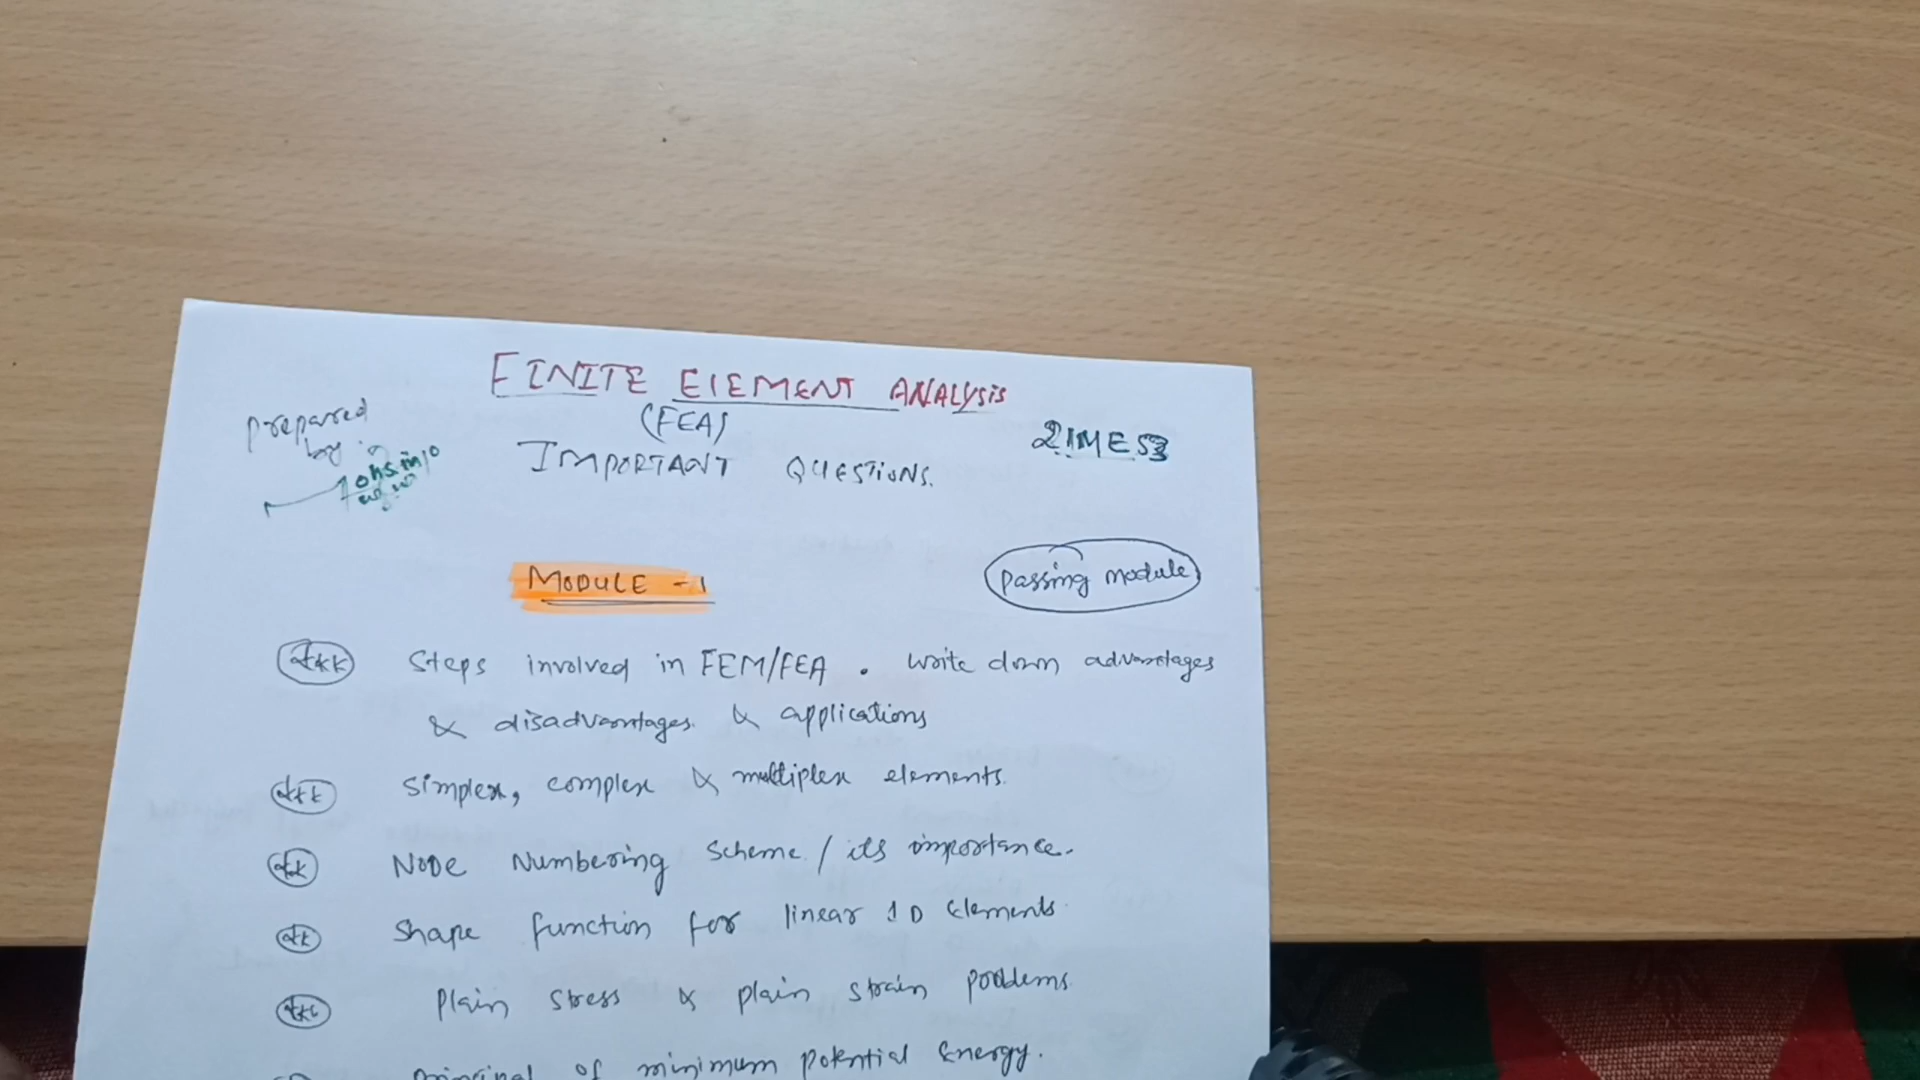 FINITE ELEMENT ANALYSIS
(FEA)
prepared
by
IMPORTANT QUESTIONS.
21ME53
MODULE - 1
passing module
Steps involved in FEM/FEA . write down advantages
& disadvantages. & applications
simplex, complex & multiplex elements.
NODE Numbering Scheme / its importance.
Shape function for linear 1D Elements.
Plain stress & plain strain problems
principal of minimum potential Energy.